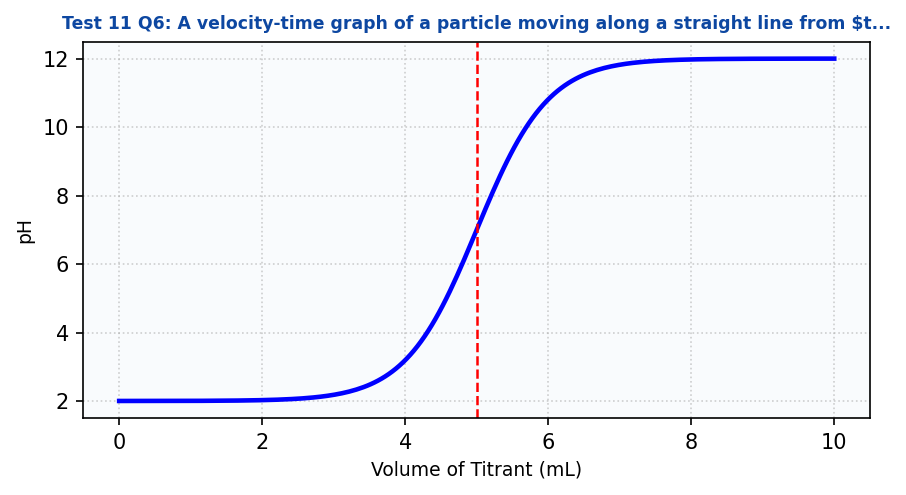 Test 11 Q6: A velocity-time graph of a particle moving along a straight line from $t...
12
10
8
6
4
2
pH
0 2 4 6 8 10
Volume of Titrant (mL)